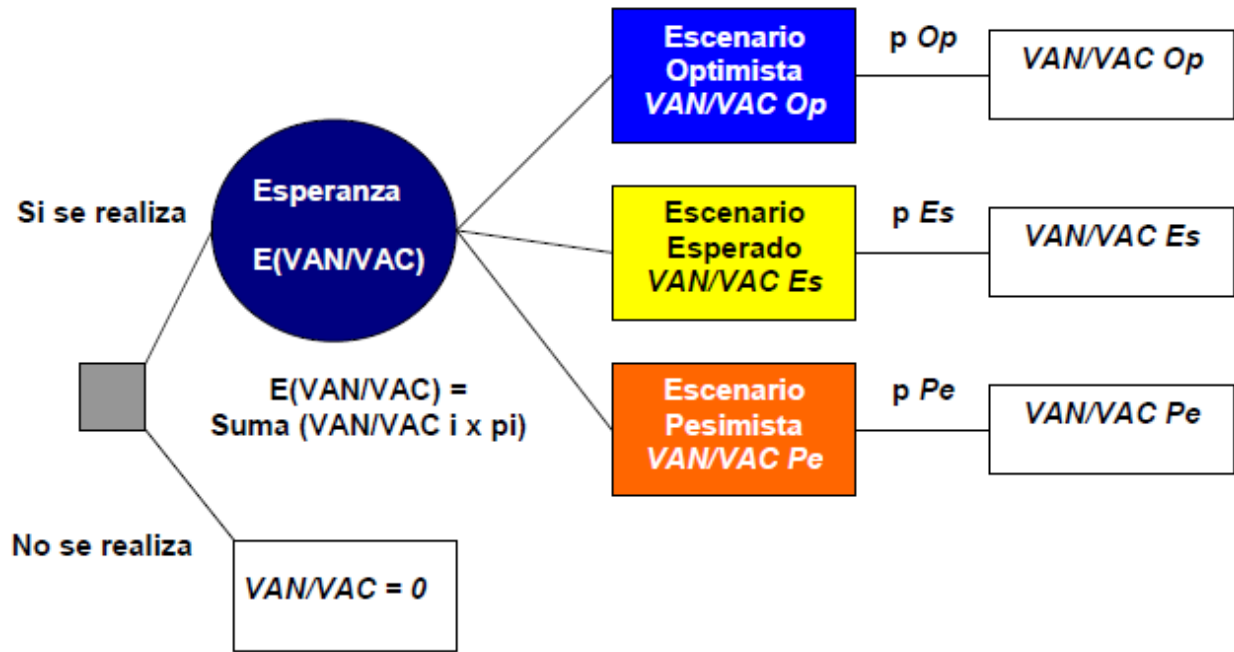 Si se realiza
Esperanza
E(VAN/VAC)
E(VAN/VAC) =
Suma (VAN/VAC i x pi)
No se realiza
VAN/VAC = 0
Escenario
Optimista
VAN/VAC Op
p Op
VAN/VAC Op
Escenario
Esperado
VAN/VAC Es
p Es
VAN/VAC Es
Escenario
Pesimista
VAN/VAC Pe
p Pe
VAN/VAC Pe